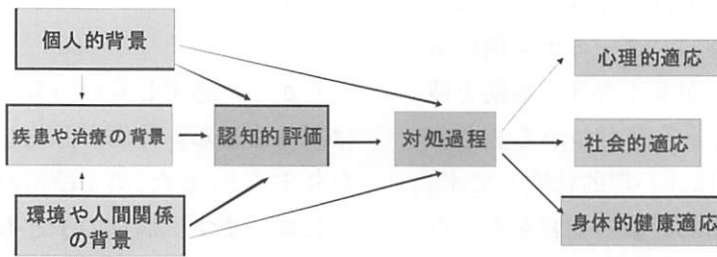 個人的背景
疾患や治療の背景
環境や人間関係
の背景
認知的評価
対処過程
心理的適応
社会的適応
身体的健康適応